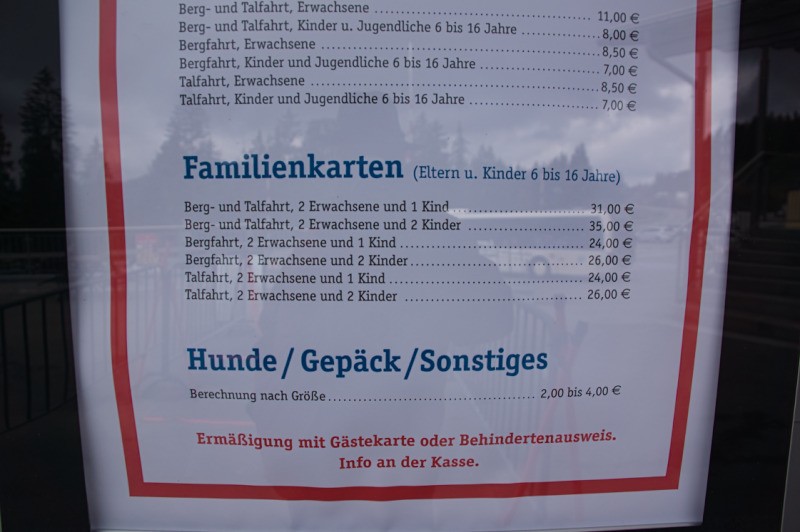 Berg- und Talfahrt, Erwachsene ........................................ 11,00 €
Berg- und Talfahrt, Kinder u. Jugendliche 6 bis 16 Jahre ................ 8,00 €
Bergfahrt, Erwachsene ........................................ 8,50 €
Bergfahrt, Kinder und Jugendliche 6 bis 16 Jahre ........................ 7,00 €
Talfahrt, Erwachsene ........................................ 8,50 €
Talfahrt, Kinder und Jugendliche 6 bis 16 Jahre ........................ 7,00 €
Familienkarten (Eltern u. Kinder 6 bis 16 Jahre)
Berg- und Talfahrt, 2 Erwachsene und 1 Kind ........................ 31,00 €
Berg- und Talfahrt, 2 Erwachsene und 2 Kinder ........................ 35,00 €
Bergfahrt, 2 Erwachsene und 1 Kind ................................ 24,00 €
Bergfahrt, 2 Erwachsene und 2 Kinder ................................ 26,00 €
Talfahrt, 2 Erwachsene und 1 Kind ................................ 24,00 €
Talfahrt, 2 Erwachsene und 2 Kinder ................................ 26,00 €
Hunde / Gepäck / Sonstiges
Berechnung nach Größe ........................................ 2,00 bis 4,00 €
Ermäßigung mit Gästekarte oder Behindertenausweis.
Info an der Kasse.